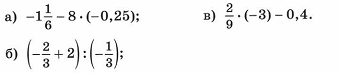 а) −1 1/6 − 8 · (−0,25);
в) 2/9 · (−3) − 0,4.
б) (−2/3 + 2) : (−1/3);